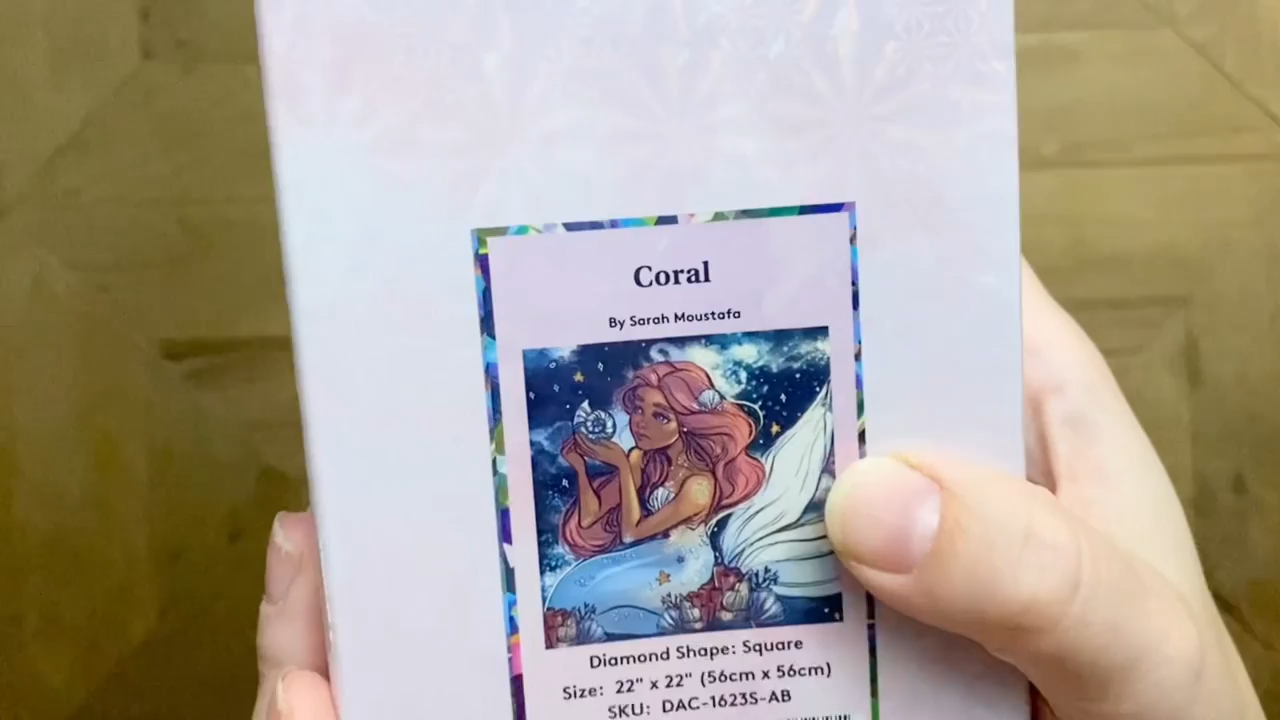 Coral
By Sarah Moustafa
Diamond Shape: Square
Size: 22" x 22" (56cm x 56cm)
SKU: DAC-1623S-AB